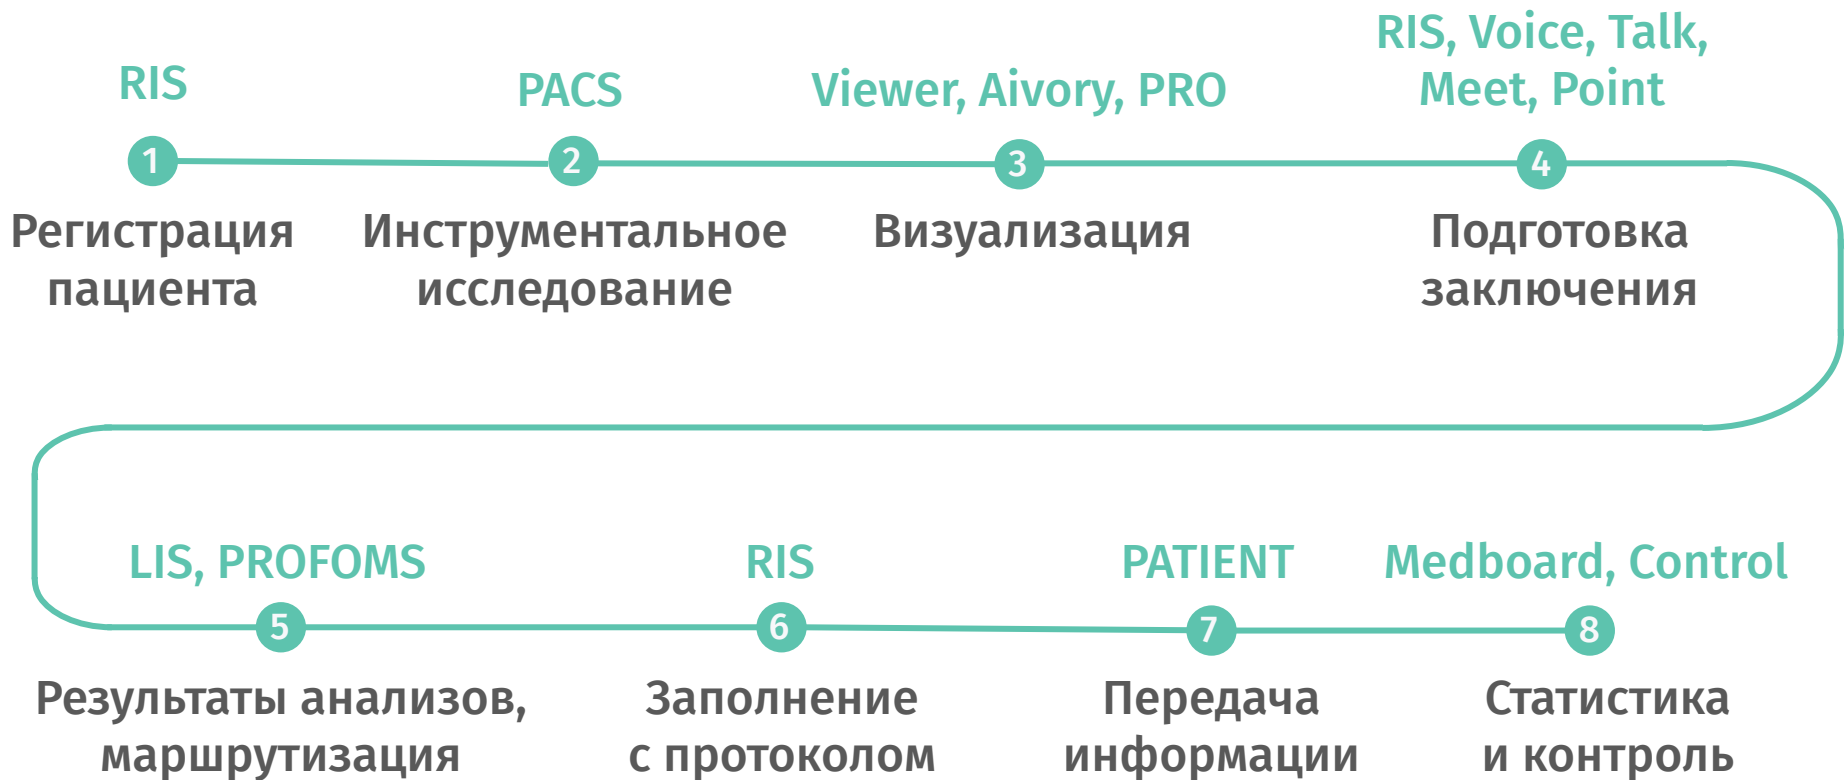 RIS
PACS
Viewer, Aivory, PRO
RIS, Voice, Talk,
Meet, Point
1
2
3
4
Регистрация
пациента
Инструментальное
исследование
Визуализация
Подготовка
заключения
LIS, PROFOMS
RIS
PATIENT
Medboard, Control
5
6
7
8
Результаты анализов,
маршрутизация
Заполнение
с протоколом
Передача
информации
Статистика
и контроль